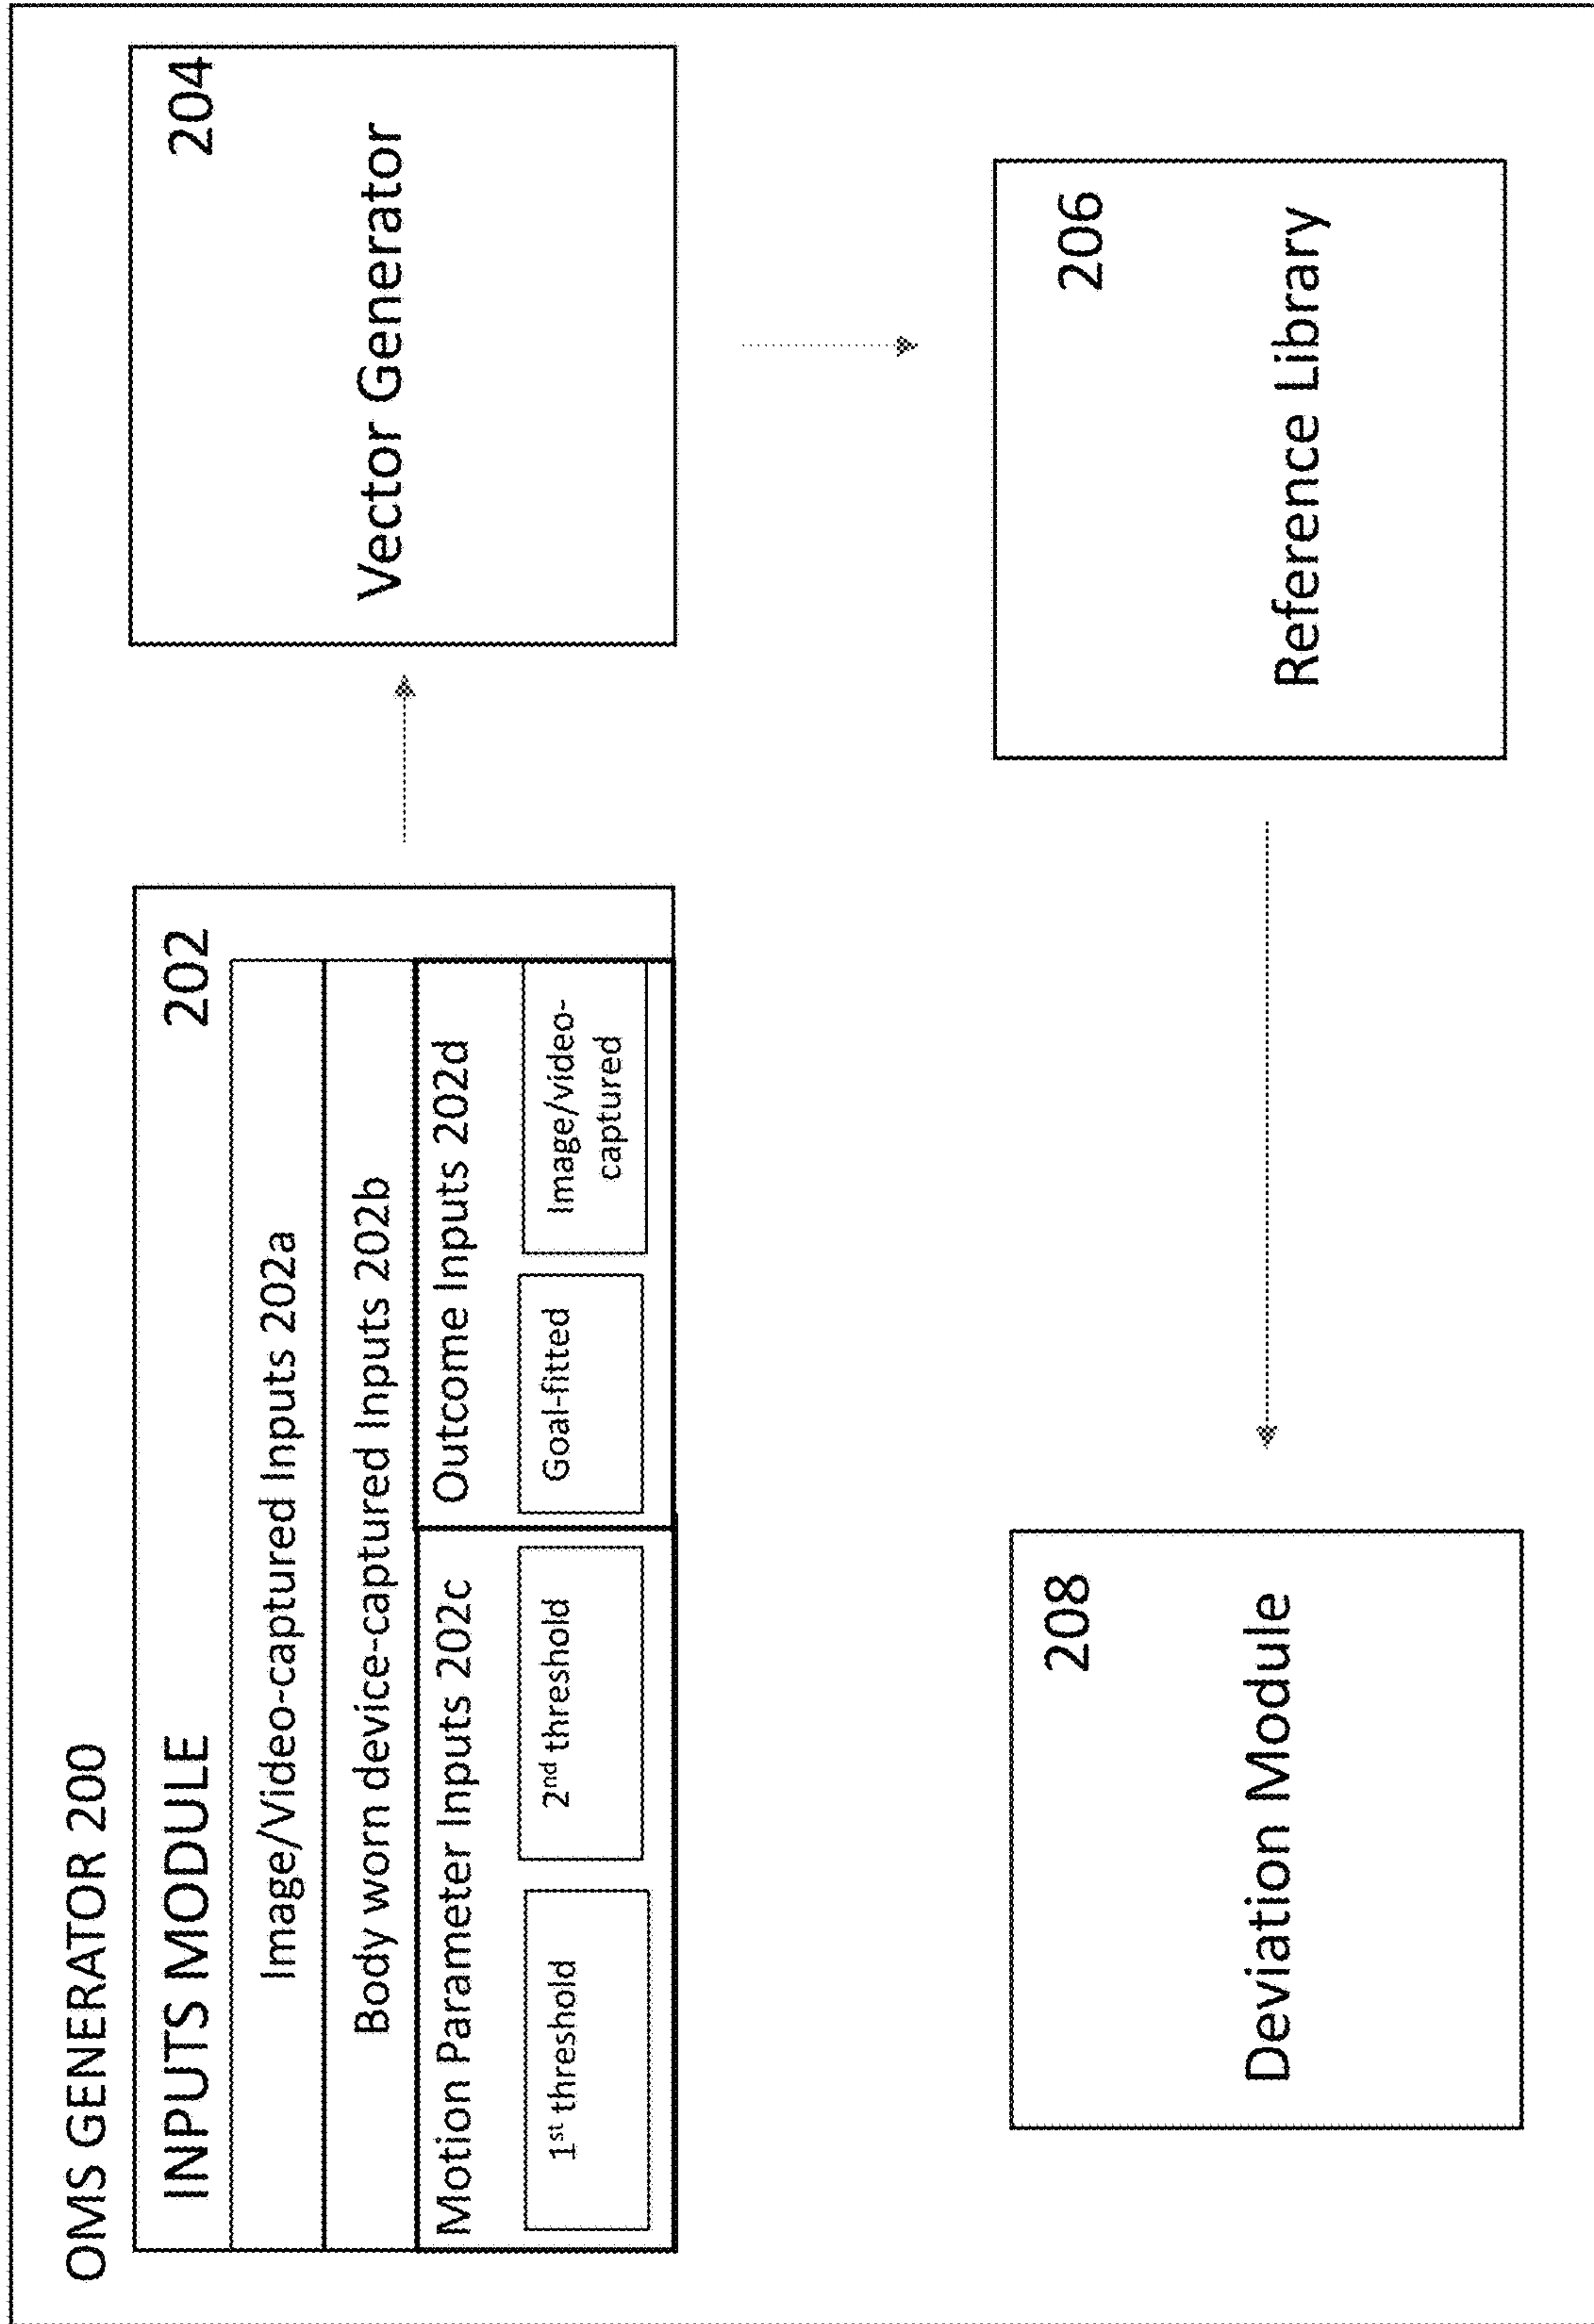 OMS GENERATOR 200
INPUTS MODULE
202
Image/Video-captured Inputs 202a
Body worn device-captured Inputs 202b
Motion Parameter Inputs 202c
1st threshold
2nd threshold
Outcome Inputs 202d
Goal-fitted
Image/video-
captured
204
Vector Generator
206
Reference Library
208
Deviation Module